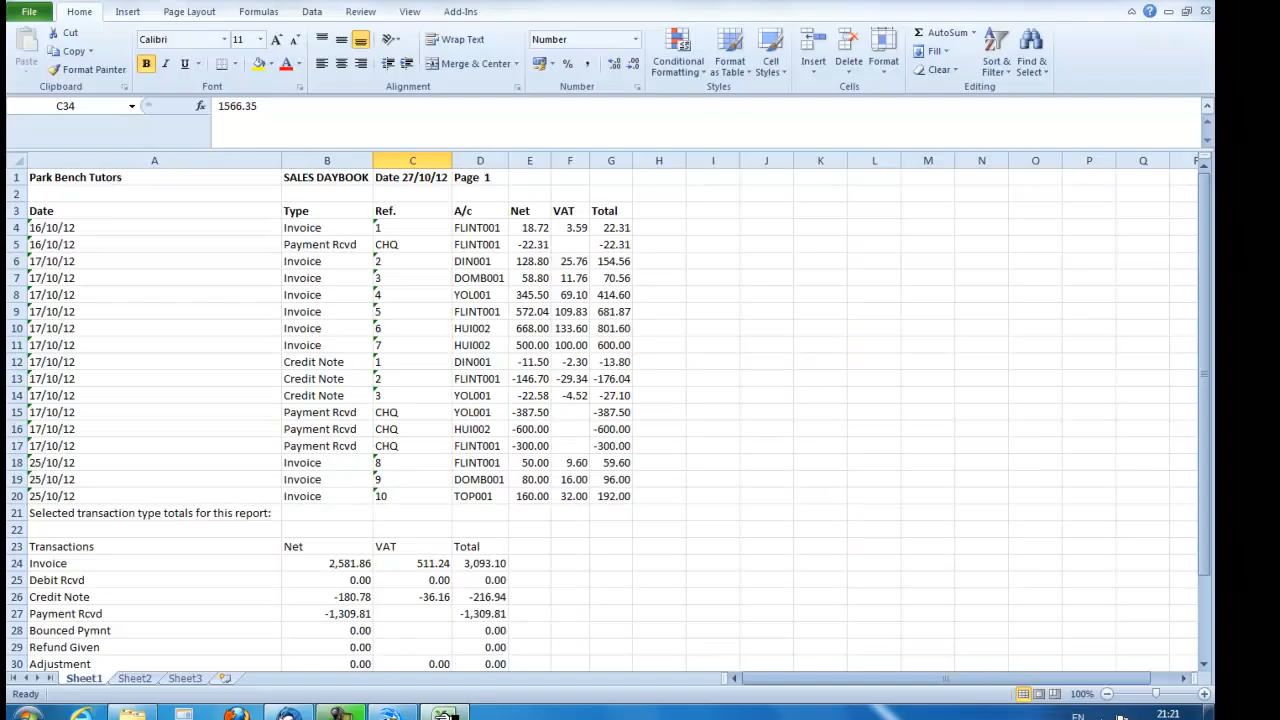 File Home Insert Page Layout Formulas Data Review View Add-Ins
Paste Cut Copy Format Painter Clipboard
Calibri 11 A A B I U A Font
Wrap Text Merge & Center Alignment
Number % , Number
Conditional Formatting Format as Table Cell Styles Styles
Insert Delete Format Cells
AutoSum Fill Clear Sort & Filter Find & Select Editing
C34 fx 1566.35
A B C D E F G H I J K L M N O P Q
1 Park Bench Tutors SALES DAYBOOK Date 27/10/12 Page 1
2
3 Date Type Ref. A/c Net VAT Total
4 16/10/12 Invoice 1 FLINT001 18.72 3.59 22.31
5 16/10/12 Payment Rcvd CHQ FLINT001 -22.31 -22.31
6 17/10/12 Invoice 2 DIN001 128.80 25.76 154.56
7 17/10/12 Invoice 3 DOMB001 58.80 11.76 70.56
8 17/10/12 Invoice 4 YOL001 345.50 69.10 414.60
9 17/10/12 Invoice 5 FLINT001 572.04 109.83 681.87
10 17/10/12 Invoice 6 HUI002 668.00 133.60 801.60
11 17/10/12 Invoice 7 HUI002 500.00 100.00 600.00
12 17/10/12 Credit Note 1 DIN001 -11.50 -2.30 -13.80
13 17/10/12 Credit Note 2 FLINT001 -146.70 -29.34 -176.04
14 17/10/12 Credit Note 3 YOL001 -22.58 -4.52 -27.10
15 17/10/12 Payment Rcvd CHQ YOL001 -387.50 -387.50
16 17/10/12 Payment Rcvd CHQ HUI002 -600.00 -600.00
17 17/10/12 Payment Rcvd CHQ FLINT001 -300.00 -300.00
18 25/10/12 Invoice 8 FLINT001 50.00 9.60 59.60
19 25/10/12 Invoice 9 DOMB001 80.00 16.00 96.00
20 25/10/12 Invoice 10 TOP001 160.00 32.00 192.00
21 Selected transaction type totals for this report:
22
23 Transactions Net VAT Total
24 Invoice 2,581.86 511.24 3,093.10
25 Debit Rcvd 0.00 0.00 0.00
26 Credit Note -180.78 -36.16 -216.94
27 Payment Rcvd -1,309.81 -1,309.81
28 Bounced Pymnt 0.00 0.00
29 Refund Given 0.00 0.00
30 Adjustment 0.00 0.00 0.00
Sheet1 Sheet2 Sheet3
Ready 100%
EN 21:21